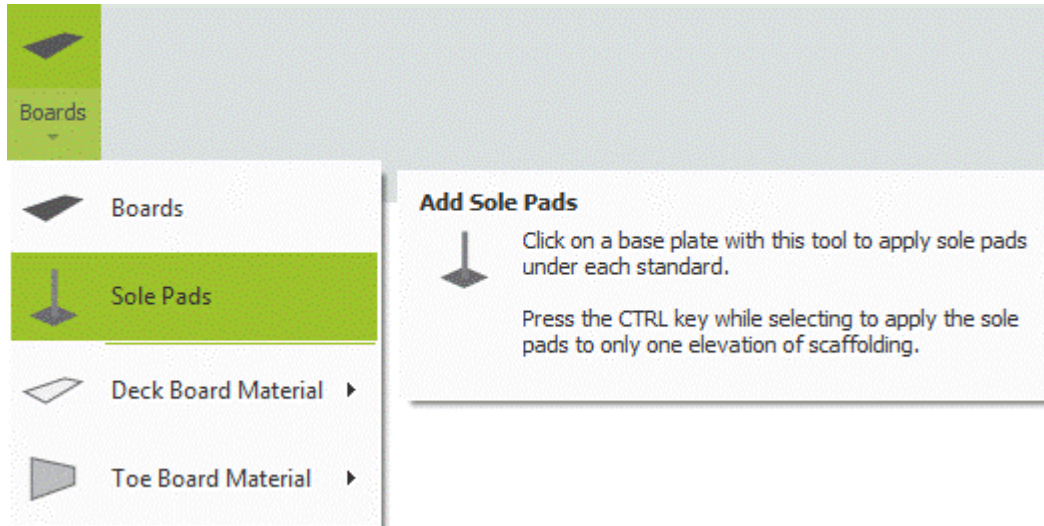 Boards
Boards
Sole Pads
Deck Board Material
Toe Board Material
Add Sole Pads
Click on a base plate with this tool to apply sole pads
under each standard.
Press the CTRL key while selecting to apply the sole
pads to only one elevation of scaffolding.